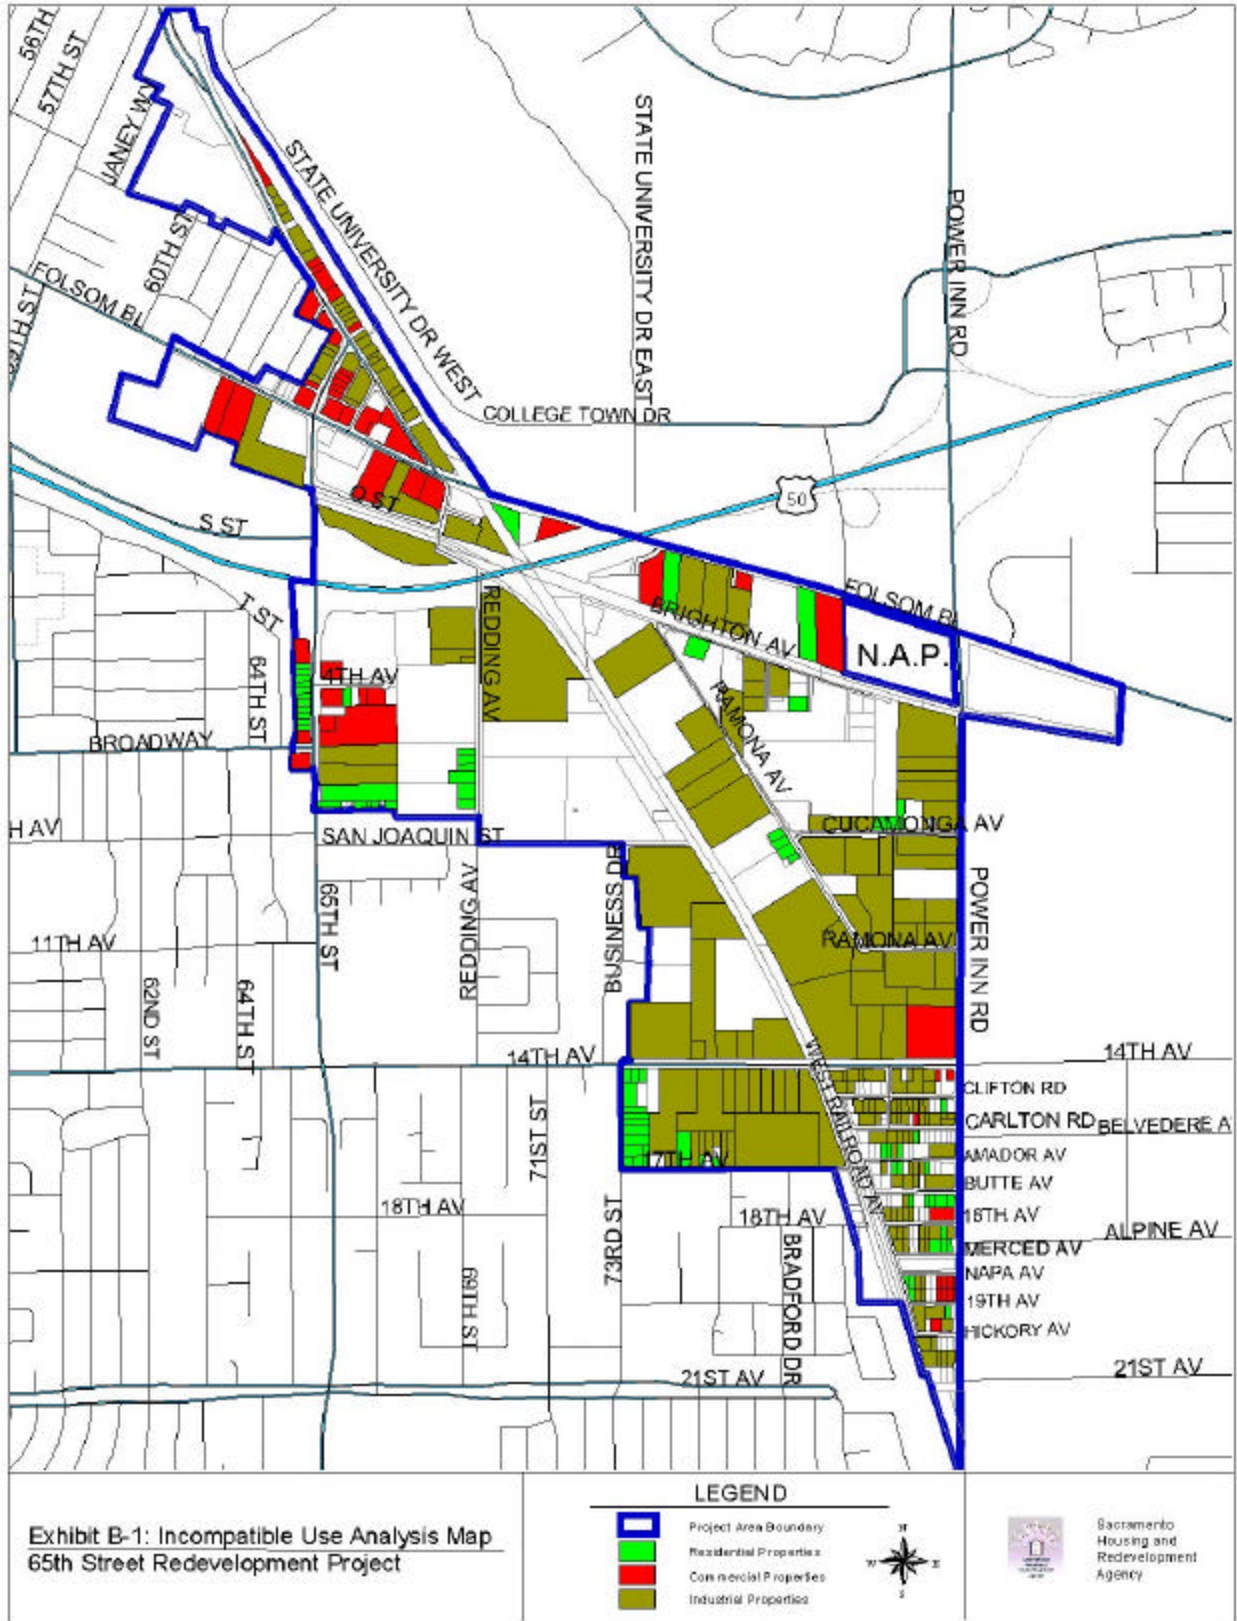 56TH
57TH ST
JANEY WY
STATE UNIVERSITY DR WEST
STATE UNIVERSITY DR EAST
POWER INN RD
60TH ST
FOLSOM BL
59TH ST
COLLEGE TOWN DR
50
Q ST
S ST
T ST
FOLSOM BL
BRIGHTON AV
N.A.P.
REDDING AV
64TH ST
4TH AV
RAMONA AV
BROADWAY
H AV
SAN JOAQUIN ST
CUCAMONGA AV
65TH ST
REDDING AV
BUSINESS DR
POWER INN RD
11TH AV
RAMONA AV
62ND ST
64TH ST
14TH AV
14TH AV
WEST RAILROAD AV
CLIFTON RD
CARLTON RD
BELVEDERE A
71ST ST
17TH AV
AMADOR AV
BUTTE AV
18TH AV
73RD ST
18TH AV
16TH AV
ALPINE AV
BRADFORD DR
MERCED AV
NAPA AV
69TH ST
19TH AV
HICKORY AV
21ST AV
21ST AV
Exhibit B-1: Incompatible Use Analysis Map
65th Street Redevelopment Project
LEGEND
Project Area Boundary
Residential Properties
Commercial Properties
Industrial Properties
N
W E
S
Sacramento
Housing and
Redevelopment
Agency